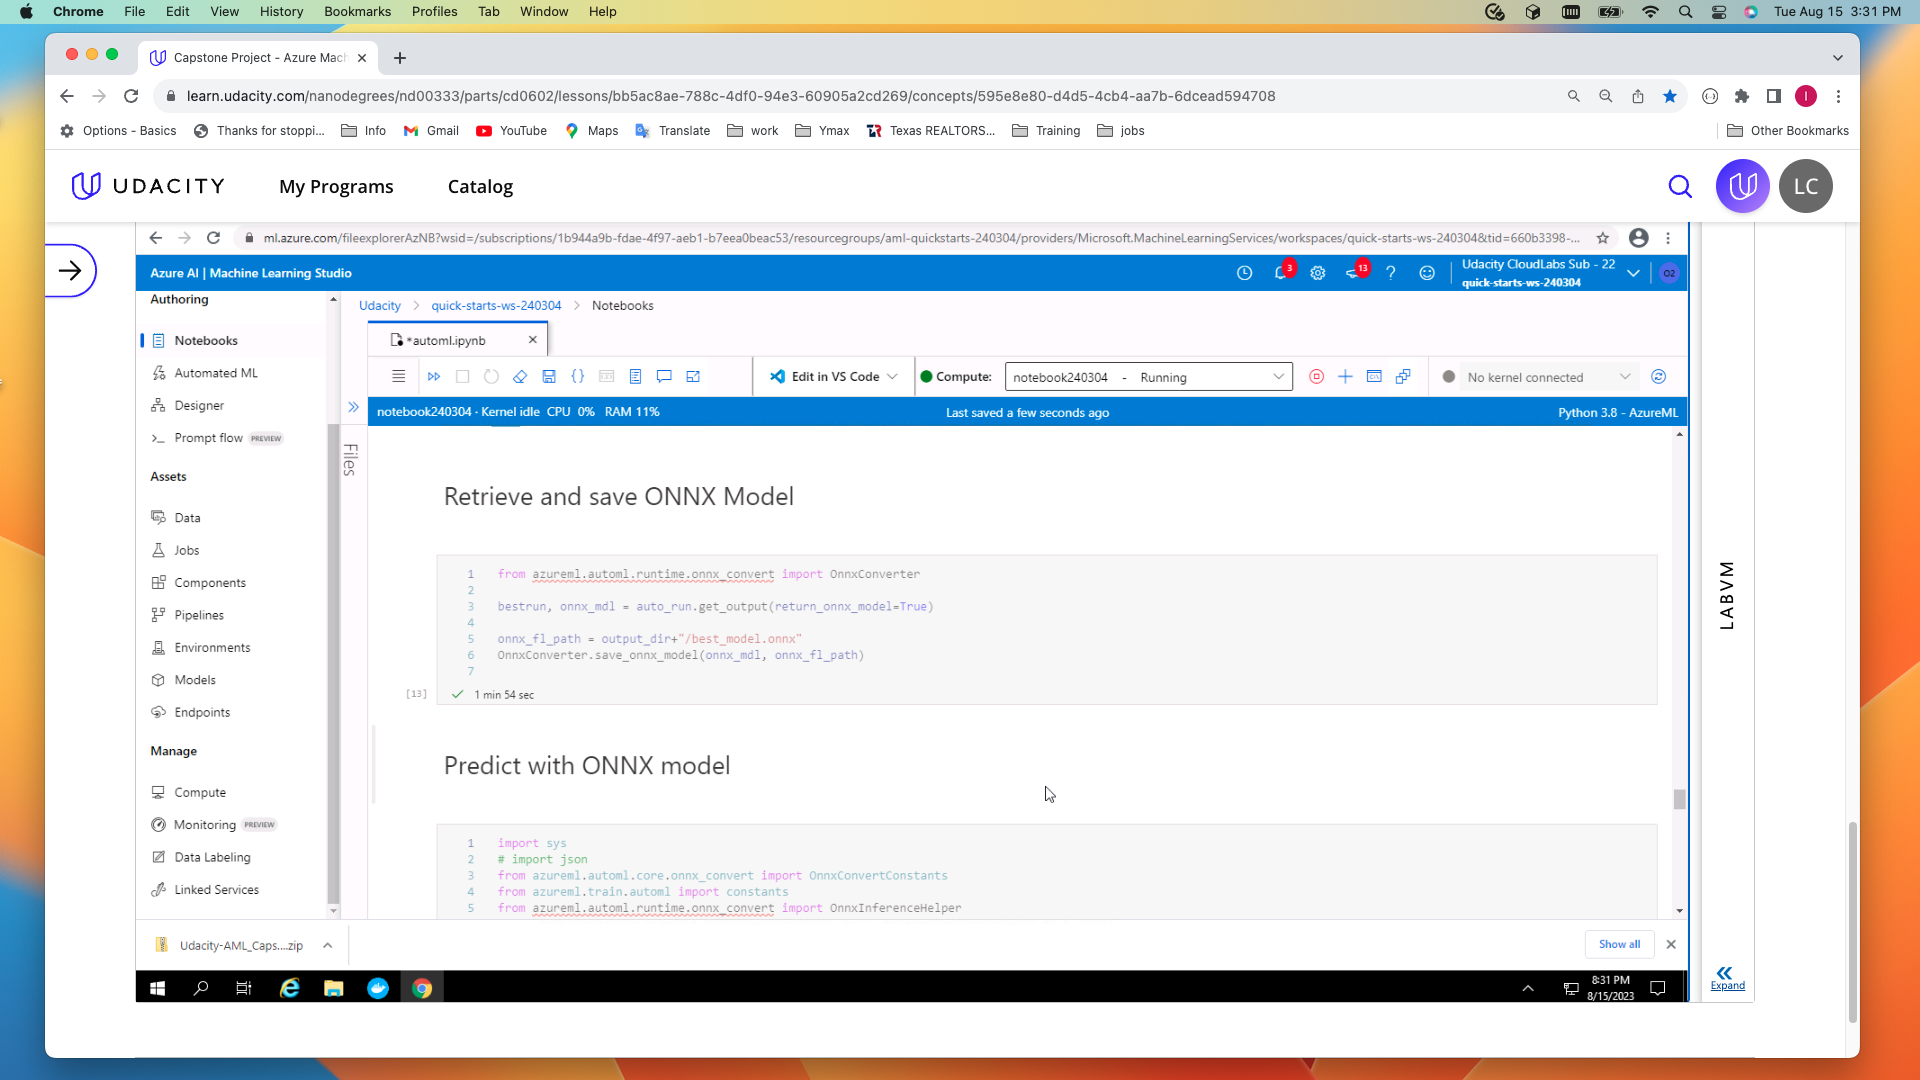 Chrome File Edit View History Bookmarks Profiles Tab Window Help Tue Aug 15 3:31 PM
Capstone Project - Azure Mach
learn.udacity.com/nanodegrees/nd00333/parts/cd0602/lessons/bb5ac8ae-788c-4df0-94e3-60905a2cd269/concepts/595e8e80-d4d5-4cb4-aa7b-6dcead594708
Options - Basics Thanks for stoppi... Info Gmail YouTube Maps Translate work Ymax Texas REALTORS... Training jobs Other Bookmarks
UDACITY My Programs Catalog LC
ml.azure.com/fileexplorerAzNB?wsid=/subscriptions/1b944a9b-fdae-4f97-aeb1-b7eea0beac53/resourcegroups/aml-quickstarts-240304/providers/Microsoft.MachineLearningServices/workspaces/quick-starts-ws-240304&tid=660b3398-...
Azure AI | Machine Learning Studio 3 13 ? Udacity CloudLabs Sub - 22
quick-starts-ws-240304 O2
Authoring
Notebooks
Automated ML
Designer
Prompt flow PREVIEW
Assets
Data
Jobs
Components
Pipelines
Environments
Models
Endpoints
Manage
Compute
Monitoring PREVIEW
Data Labeling
Linked Services
Udacity > quick-starts-ws-240304 > Notebooks
*automl.ipynb
Edit in VS Code Compute: notebook240304 - Running No kernel connected
notebook240304 · Kernel idle CPU 0% RAM 11% Last saved a few seconds ago Python 3.8 - AzureML
Files
Retrieve and save ONNX Model
1 from azureml.automl.runtime.onnx_convert import OnnxConverter
2
3 bestrun, onnx_mdl = auto_run.get_output(return_onnx_model=True)
4
5 onnx_fl_path = output_dir+"/best_model.onnx"
6 OnnxConverter.save_onnx_model(onnx_mdl, onnx_fl_path)
7
[13] 1 min 54 sec
Predict with ONNX model
1 import sys
2 # import json
3 from azureml.automl.core.onnx_convert import OnnxConvertConstants
4 from azureml.train.automl import constants
5 from azureml.automl.runtime.onnx_convert import OnnxInferenceHelper
LABVM
Expand
Udacity-AML_Caps....zip Show all
8:31 PM
8/15/2023